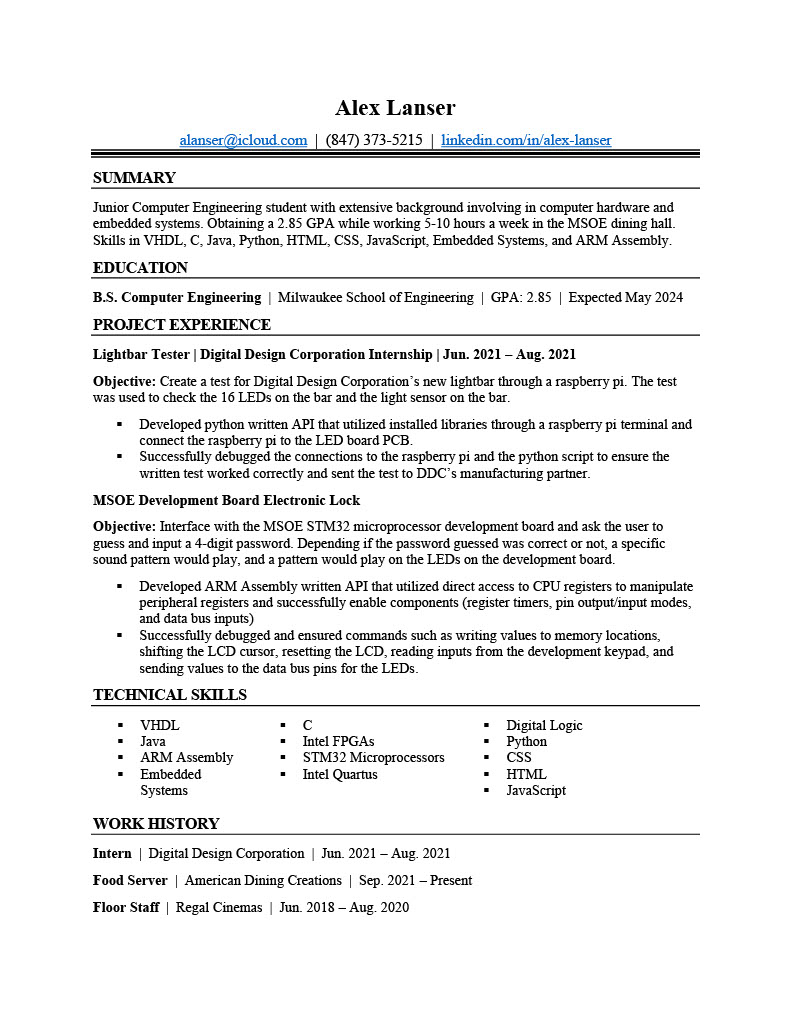 Alex Lanser
alanser@icloud.com | (847) 373-5215 | linkedin.com/in/alex-lanser
SUMMARY
Junior Computer Engineering student with extensive background involving in computer hardware and
embedded systems. Obtaining a 2.85 GPA while working 5-10 hours a week in the MSOE dining hall.
Skills in VHDL, C, Java, Python, HTML, CSS, JavaScript, Embedded Systems, and ARM Assembly.
EDUCATION
B.S. Computer Engineering | Milwaukee School of Engineering | GPA: 2.85 | Expected May 2024
PROJECT EXPERIENCE
Lightbar Tester | Digital Design Corporation Internship | Jun. 2021 – Aug. 2021
Objective: Create a test for Digital Design Corporation’s new lightbar through a raspberry pi. The test
was used to check the 16 LEDs on the bar and the light sensor on the bar.
▪ Developed python written API that utilized installed libraries through a raspberry pi terminal and
connect the raspberry pi to the LED board PCB.
▪ Successfully debugged the connections to the raspberry pi and the python script to ensure the
written test worked correctly and sent the test to DDC’s manufacturing partner.
MSOE Development Board Electronic Lock
Objective: Interface with the MSOE STM32 microprocessor development board and ask the user to
guess and input a 4-digit password. Depending if the password guessed was correct or not, a specific
sound pattern would play, and a pattern would play on the LEDs on the development board.
▪ Developed ARM Assembly written API that utilized direct access to CPU registers to manipulate
peripheral registers and successfully enable components (register timers, pin output/input modes,
and data bus inputs)
▪ Successfully debugged and ensured commands such as writing values to memory locations,
shifting the LCD cursor, resetting the LCD, reading inputs from the development keypad, and
sending values to the data bus pins for the LEDs.
TECHNICAL SKILLS
▪ VHDL
▪ Java
▪ ARM Assembly
▪ Embedded
Systems
▪ C
▪ Intel FPGAs
▪ STM32 Microprocessors
▪ Intel Quartus
▪ Digital Logic
▪ Python
▪ CSS
▪ HTML
▪ JavaScript
WORK HISTORY
Intern | Digital Design Corporation | Jun. 2021 – Aug. 2021
Food Server | American Dining Creations | Sep. 2021 – Present
Floor Staff | Regal Cinemas | Jun. 2018 – Aug. 2020